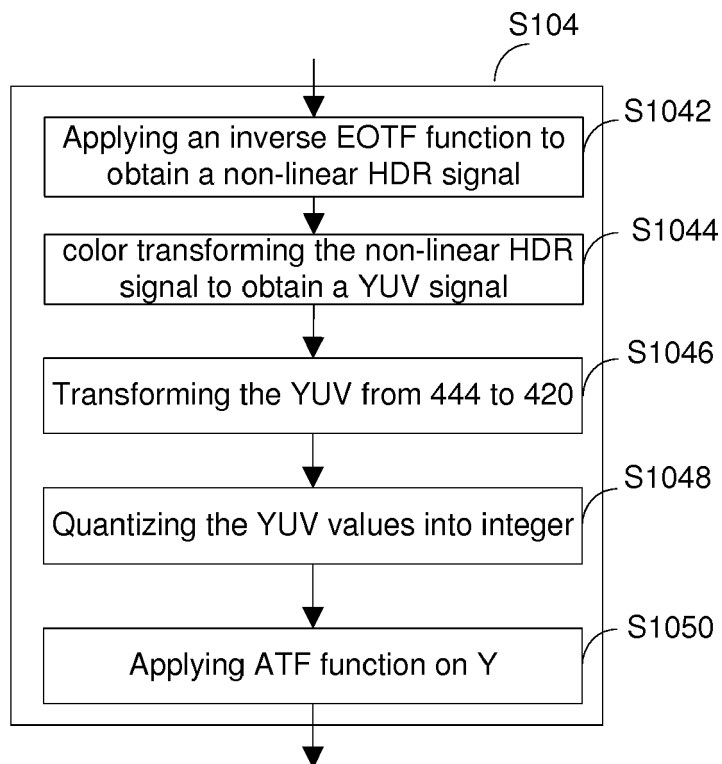 S104
S1042
Applying an inverse EOTF function to
obtain a non-linear HDR signal
S1044
color transforming the non-linear HDR
signal to obtain a YUV signal
S1046
Transforming the YUV from 444 to 420
S1048
Quantizing the YUV values into integer
S1050
Applying ATF function on Y